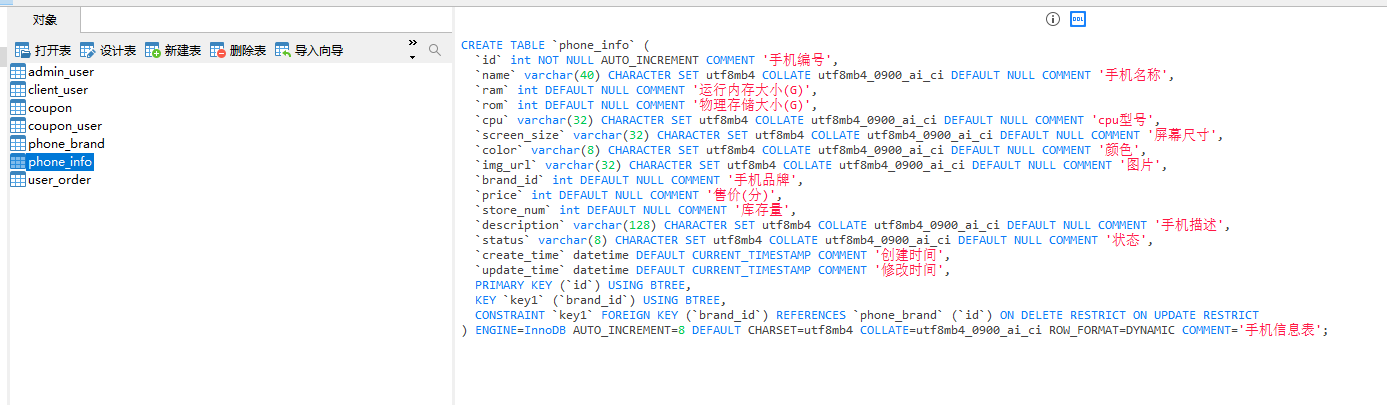 对象
打开表 设计表 新建表 删除表 导入向导 »
admin_user
client_user
coupon
coupon_user
phone_brand
phone_info
user_order
DDL
CREATE TABLE `phone_info` (
  `id` int NOT NULL AUTO_INCREMENT COMMENT '手机编号',
  `name` varchar(40) CHARACTER SET utf8mb4 COLLATE utf8mb4_0900_ai_ci DEFAULT NULL COMMENT '手机名称',
  `ram` int DEFAULT NULL COMMENT '运行内存大小(G)',
  `rom` int DEFAULT NULL COMMENT '物理存储大小(G)',
  `cpu` varchar(32) CHARACTER SET utf8mb4 COLLATE utf8mb4_0900_ai_ci DEFAULT NULL COMMENT 'cpu型号',
  `screen_size` varchar(32) CHARACTER SET utf8mb4 COLLATE utf8mb4_0900_ai_ci DEFAULT NULL COMMENT '屏幕尺寸',
  `color` varchar(8) CHARACTER SET utf8mb4 COLLATE utf8mb4_0900_ai_ci DEFAULT NULL COMMENT '颜色',
  `img_url` varchar(32) CHARACTER SET utf8mb4 COLLATE utf8mb4_0900_ai_ci DEFAULT NULL COMMENT '图片',
  `brand_id` int DEFAULT NULL COMMENT '手机品牌',
  `price` int DEFAULT NULL COMMENT '售价(分)',
  `store_num` int DEFAULT NULL COMMENT '库存量',
  `description` varchar(128) CHARACTER SET utf8mb4 COLLATE utf8mb4_0900_ai_ci DEFAULT NULL COMMENT '手机描述',
  `status` varchar(8) CHARACTER SET utf8mb4 COLLATE utf8mb4_0900_ai_ci DEFAULT NULL COMMENT '状态',
  `create_time` datetime DEFAULT CURRENT_TIMESTAMP COMMENT '创建时间',
  `update_time` datetime DEFAULT CURRENT_TIMESTAMP COMMENT '修改时间',
  PRIMARY KEY (`id`) USING BTREE,
  KEY `key1` (`brand_id`) USING BTREE,
  CONSTRAINT `key1` FOREIGN KEY (`brand_id`) REFERENCES `phone_brand` (`id`) ON DELETE RESTRICT ON UPDATE RESTRICT
) ENGINE=InnoDB AUTO_INCREMENT=8 DEFAULT CHARSET=utf8mb4 COLLATE=utf8mb4_0900_ai_ci ROW_FORMAT=DYNAMIC COMMENT='手机信息表';